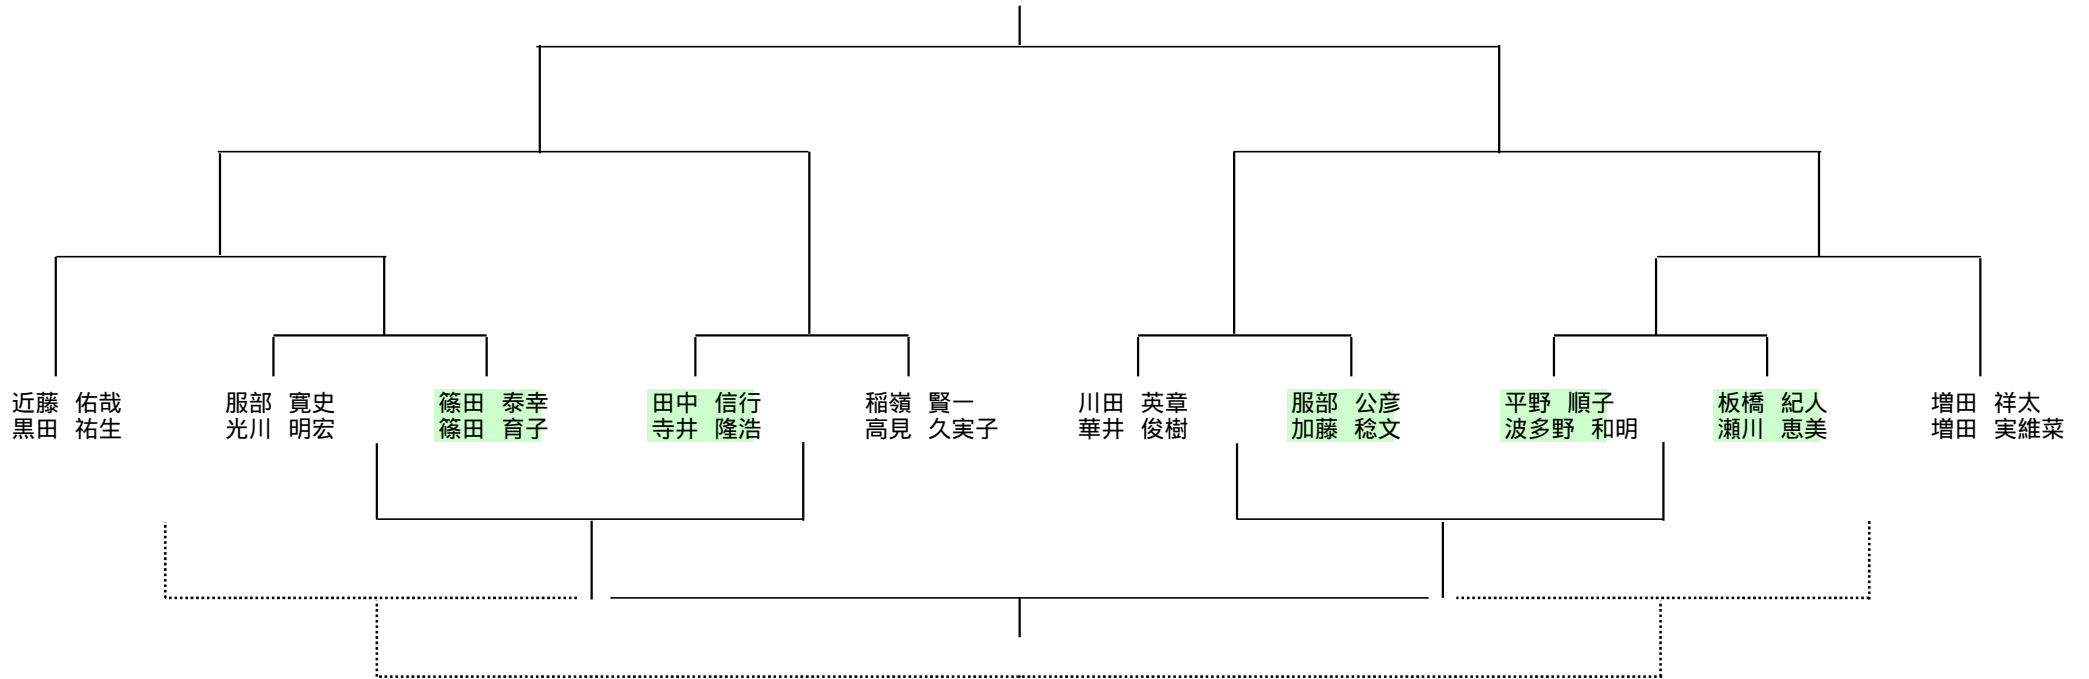 近藤 佑哉
黒田 祐生
服部 寛史
光川 明宏
篠田 泰幸
篠田 育子
田中 信行
寺井 隆浩
稲嶺 賢一
高見 久実子
川田 英章
華井 俊樹
服部 公彦
加藤 稔文
平野 順子
波多野 和明
板橋 紀人
瀬川 恵美
増田 祥太
増田 実維菜